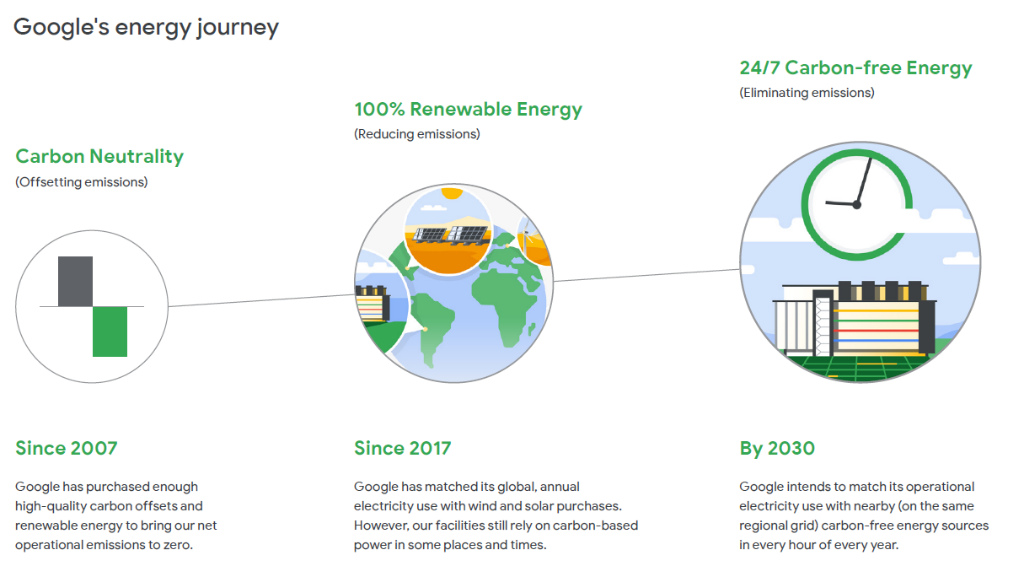 Google's energy journey
Carbon Neutrality
(Offsetting emissions)
Since 2007
Google has purchased enough
high-quality carbon offsets and
renewable energy to bring our net
operational emissions to zero.
100% Renewable Energy
(Reducing emissions)
Since 2017
Google has matched its global, annual
electricity use with wind and solar purchases.
However, our facilities still rely on carbon-based
power in some places and times.
24/7 Carbon-free Energy
(Eliminating emissions)
By 2030
Google intends to match its operational
electricity use with nearby (on the same
regional grid) carbon-free energy sources
in every hour of every year.